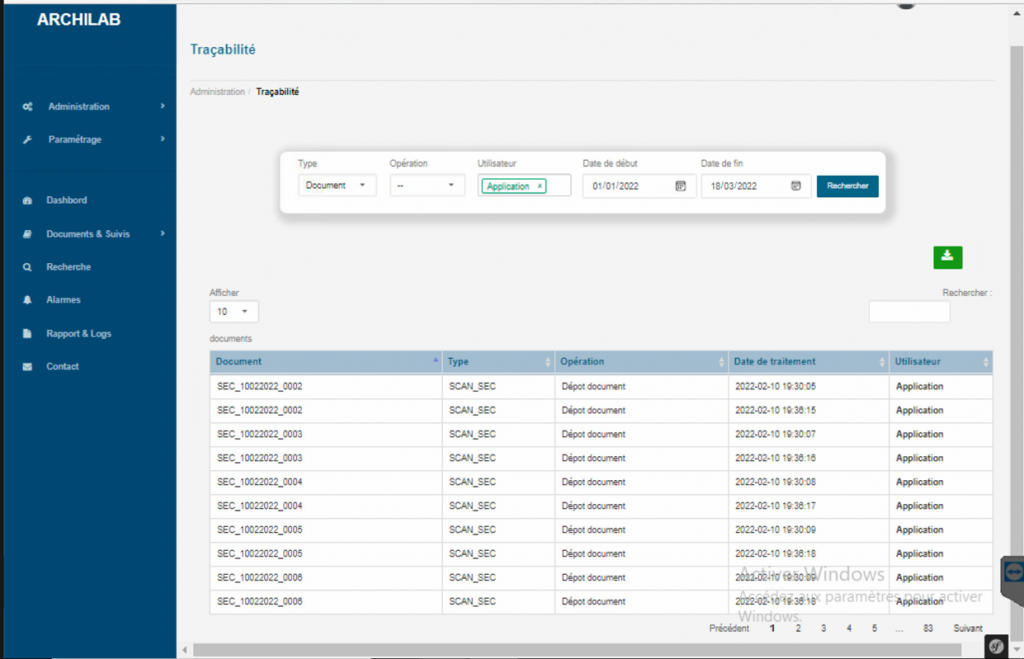 ARCHILAB
Traçabilité
Administration / Traçabilité
Administration
Paramétrage
Dashbord
Documents & Suivis
Recherche
Alarmes
Rapport & Logs
Contact
Type Opération Utilisateur Date de début Date de fin
Document -- Application × 01/01/2022 18/03/2022 Rechercher
Afficher Rechercher :
10
documents
Document Type Opération Date de traitement Utilisateur
SEC_10022022_0002 SCAN_SEC Dépot document 2022-02-10 19:30:05 Application
SEC_10022022_0002 SCAN_SEC Dépot document 2022-02-10 19:36:15 Application
SEC_10022022_0003 SCAN_SEC Dépot document 2022-02-10 19:30:07 Application
SEC_10022022_0003 SCAN_SEC Dépot document 2022-02-10 19:36:16 Application
SEC_10022022_0004 SCAN_SEC Dépot document 2022-02-10 19:30:08 Application
SEC_10022022_0004 SCAN_SEC Dépot document 2022-02-10 19:36:17 Application
SEC_10022022_0005 SCAN_SEC Dépot document 2022-02-10 19:30:09 Application
SEC_10022022_0005 SCAN_SEC Dépot document 2022-02-10 19:36:18 Application
SEC_10022022_0006 SCAN_SEC Dépot document 2022-02-10 19:30:09 Application
SEC_10022022_0006 SCAN_SEC Dépot document 2022-02-10 19:36:18 Application
Activer Windows
Accédez aux paramètres pour activer
Windows.
Précédent 1 2 3 4 5 ... 83 Suivant